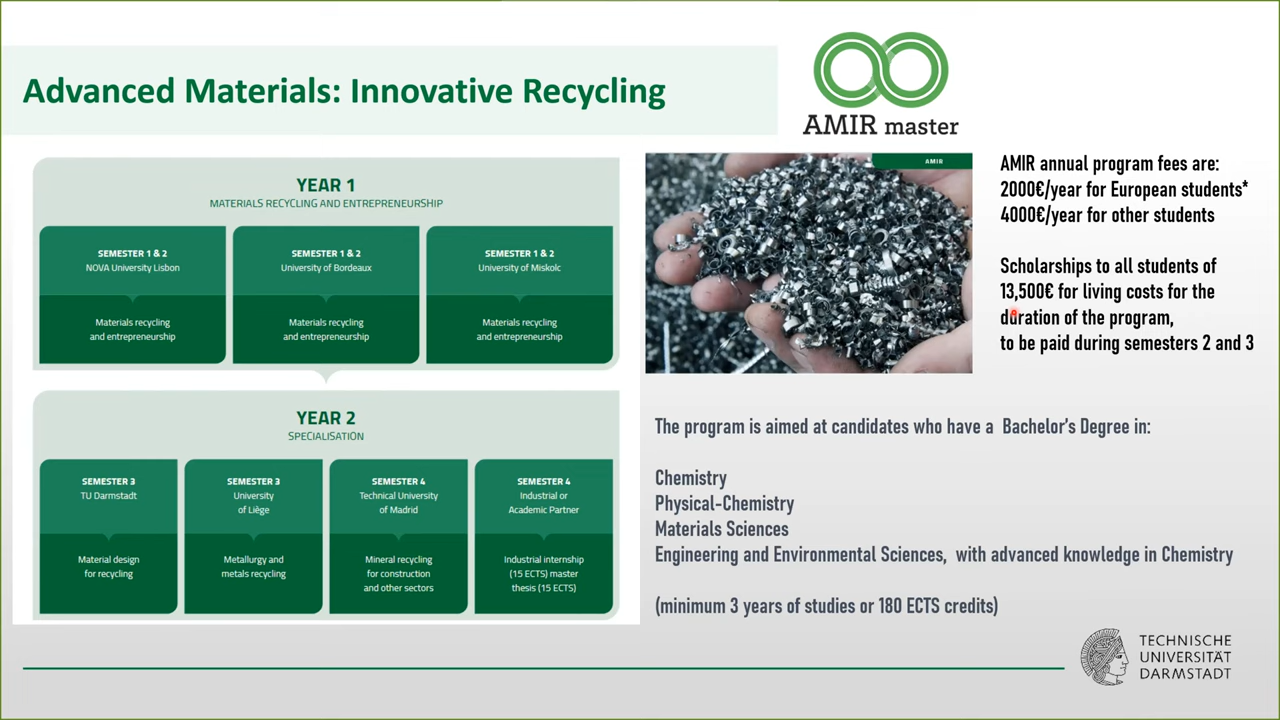 Advanced Materials: Innovative Recycling
AMIR master
YEAR 1
MATERIALS RECYCLING AND ENTREPRENEURSHIP
SEMESTER 1 & 2
NOVA University Lisbon
Materials recycling
and entrepreneurship
SEMESTER 1 & 2
University of Bordeaux
Materials recycling
and entrepreneurship
SEMESTER 1 & 2
University of Miskolc
Materials recycling
and entrepreneurship
YEAR 2
SPECIALISATION
SEMESTER 3
TU Darmstadt
Material design
for recycling
SEMESTER 3
University
of Liège
Metallurgy and
metals recycling
SEMESTER 4
Technical University
of Madrid
Mineral recycling
for construction
and other sectors
SEMESTER 4
Industrial or
Academic Partner
Industrial internship
(15 ECTS) master
thesis (15 ECTS)
AMIR
AMIR annual program fees are:
2000€/year for European students*
4000€/year for other students
Scholarships to all students of
13,500€ for living costs for the
duration of the program,
to be paid during semesters 2 and 3
The program is aimed at candidates who have a Bachelor's Degree in:
Chemistry
Physical-Chemistry
Materials Sciences
Engineering and Environmental Sciences, with advanced knowledge in Chemistry
(minimum 3 years of studies or 180 ECTS credits)
TECHNISCHE
UNIVERSITÄT
DARMSTADT